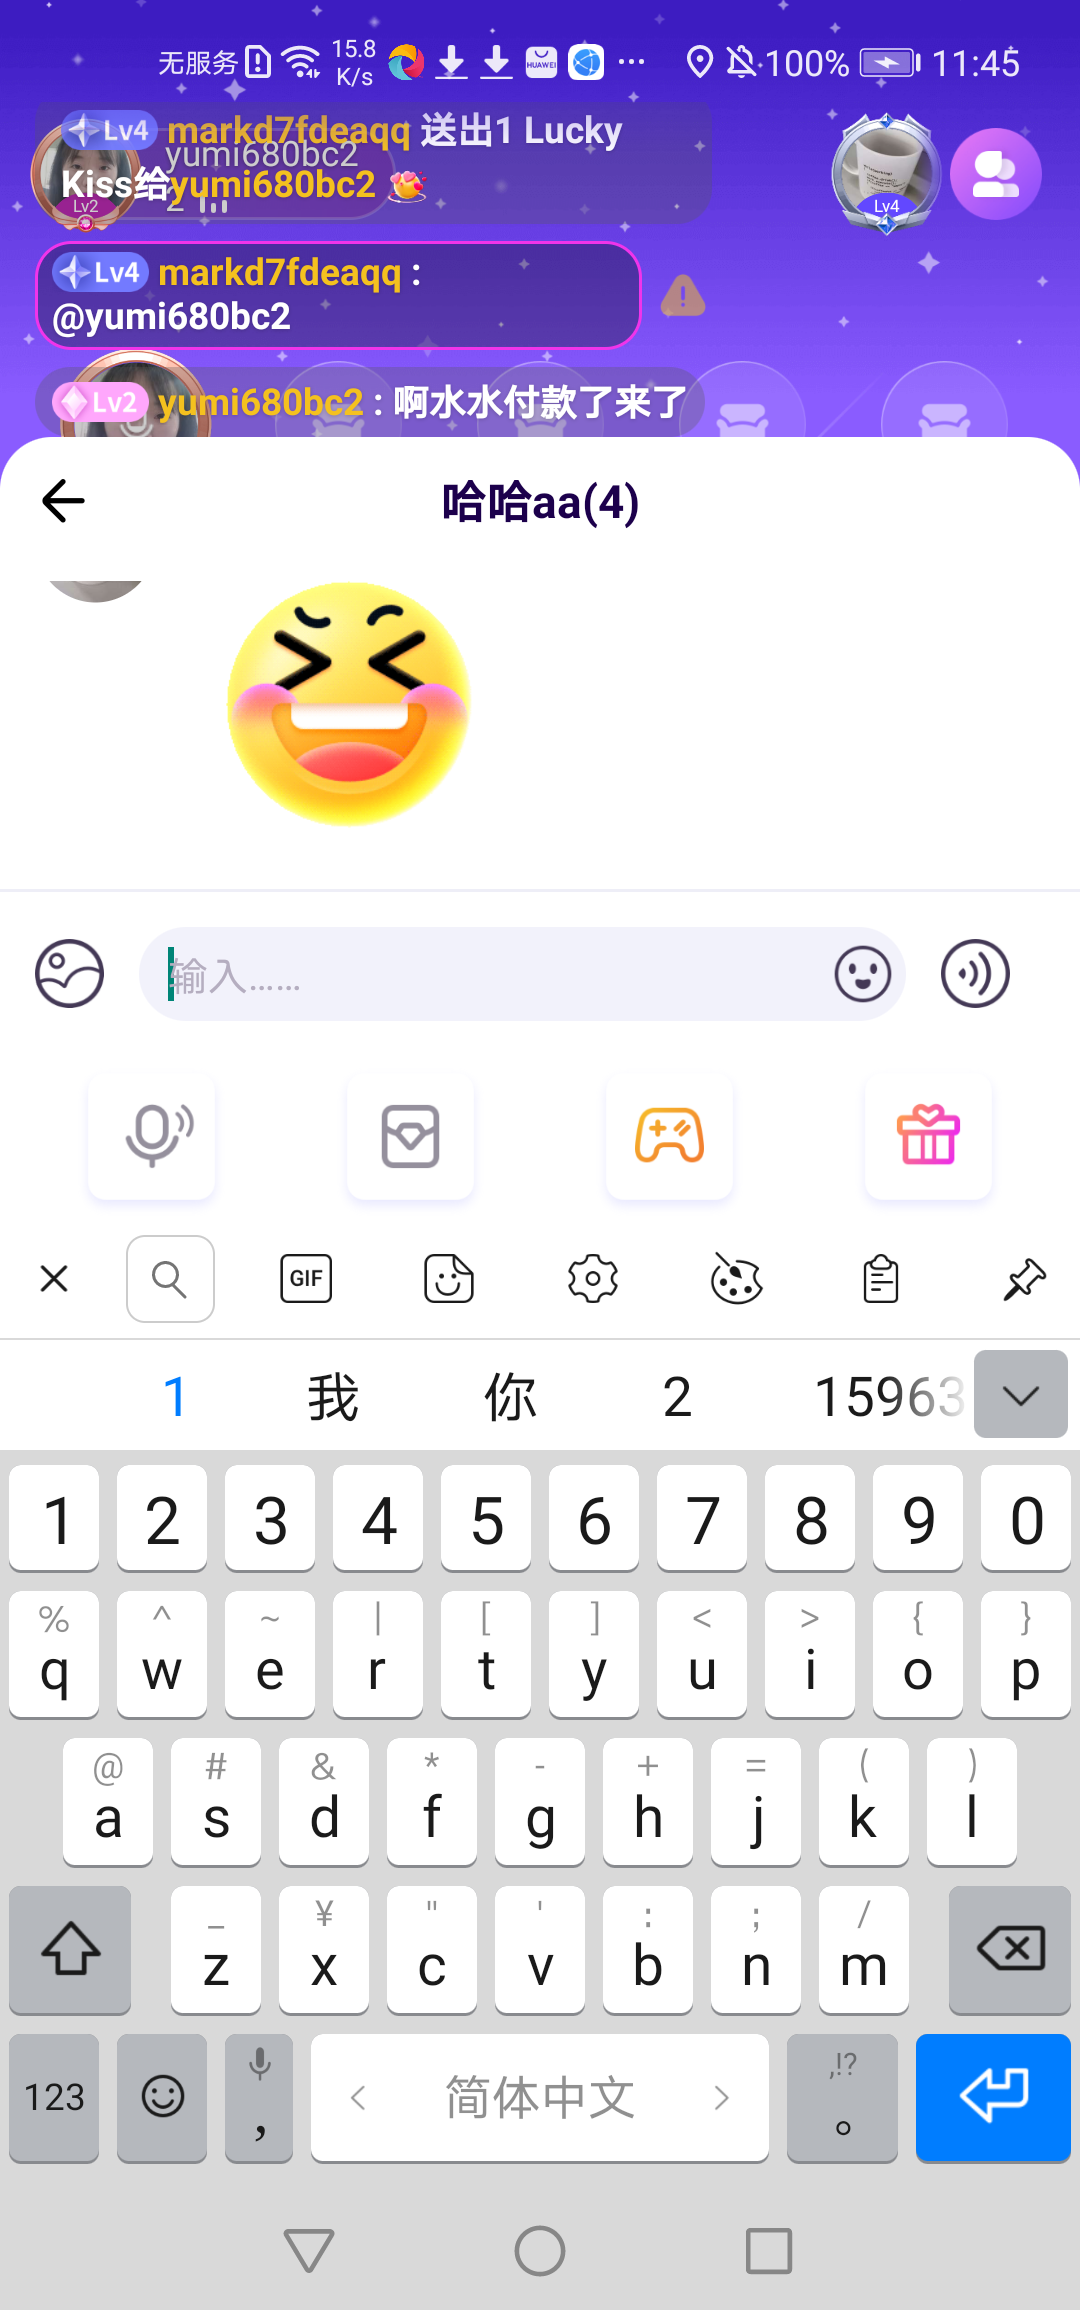 无服务 15.8 K/s HUAWEI 100% 11:45
Lv4 markd7fdeaqq 送出1 Lucky
yumi680bc2
Kiss给yumi680bc2
Lv2
2
Lv4
Lv4 markd7fdeaqq :
@yumi680bc2
Lv2 yumi680bc2 : 啊水水付款了来了
哈哈aa(4)
输入……
GIF
1 我 你 2 15963
1 2 3 4 5 6 7 8 9 0
% ^ ~ | [ ] < > { }
q w e r t y u i o p
@ # & * - + = ( )
a s d f g h j k l
_ ¥ " ' : ; /
z x c v b n m
,!?
123 , < 简体中文 > 。